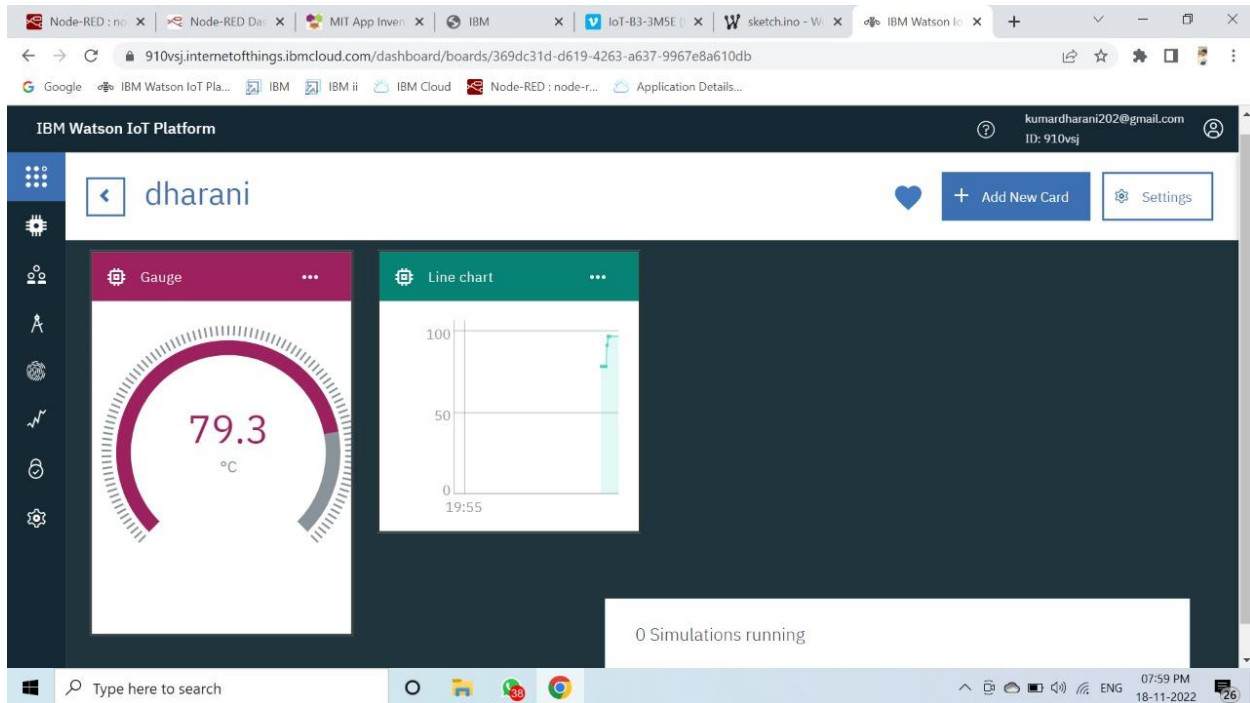 Node-RED : no
Node-RED Das
MIT App Inven
IBM
IoT-B3-3M5E (
sketch.ino - W
IBM Watson Io
910vsj.internetofthings.ibmcloud.com/dashboard/boards/369dc31d-d619-4263-a637-9967e8a610db
Google
IBM Watson IoT Pla...
IBM
IBM ii
IBM Cloud
Node-RED : node-r...
Application Details...
IBM Watson IoT Platform
kumardharani202@gmail.com
ID: 910vsj
dharani
+ Add New Card
Settings
Gauge
Line chart
79.3
°C
100
50
0
19:55
0 Simulations running
Type here to search
38
ENG
07:59 PM
18-11-2022
26